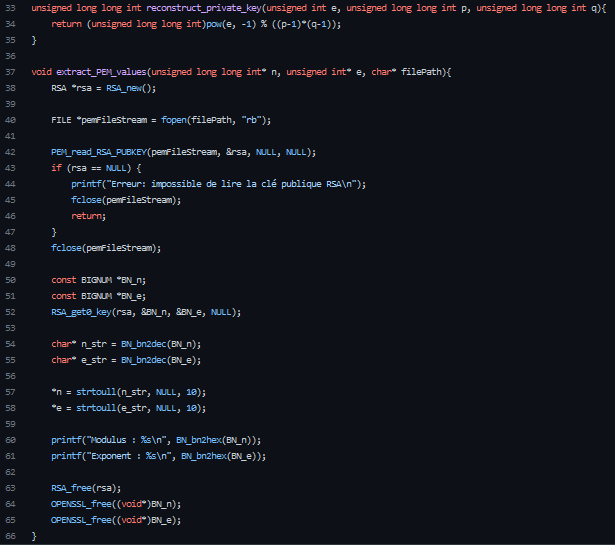 33 unsigned long long int reconstruct_private_key(unsigned int e, unsigned long long int p, unsigned long long int q){
34     return (unsigned long long int)pow(e, -1) % ((p-1)*(q-1));
35 }
36
37 void extract_PEM_values(unsigned long long int* n, unsigned int* e, char* filePath){
38     RSA *rsa = RSA_new();
39
40     FILE *pemFileStream = fopen(filePath, "rb");
41
42     PEM_read_RSA_PUBKEY(pemFileStream, &rsa, NULL, NULL);
43     if (rsa == NULL) {
44         printf("Erreur: impossible de lire la clé publique RSA\n");
45         fclose(pemFileStream);
46         return;
47     }
48     fclose(pemFileStream);
49
50     const BIGNUM *BN_n;
51     const BIGNUM *BN_e;
52     RSA_get0_key(rsa, &BN_n, &BN_e, NULL);
53
54     char* n_str = BN_bn2dec(BN_n);
55     char* e_str = BN_bn2dec(BN_e);
56
57     *n = strtoull(n_str, NULL, 10);
58     *e = strtoull(e_str, NULL, 10);
59
60     printf("Modulus : %s\n", BN_bn2hex(BN_n));
61     printf("Exponent : %s\n", BN_bn2hex(BN_e));
62
63     RSA_free(rsa);
64     OPENSSL_free((void*)BN_n);
65     OPENSSL_free((void*)BN_e);
66 }